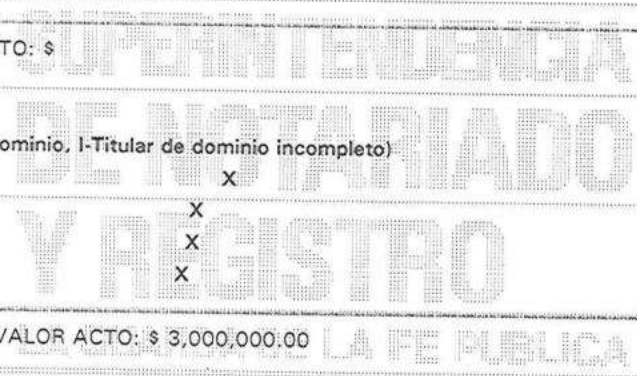 SUPERINTENDENCIA
TO: $
DE NOTARIADO
ominio, I-Titular de dominio incompleto)
X
X
Y REGISTRO
X
X
VALOR ACTO: $ 3,000,000.00
LA FE PUBLICA